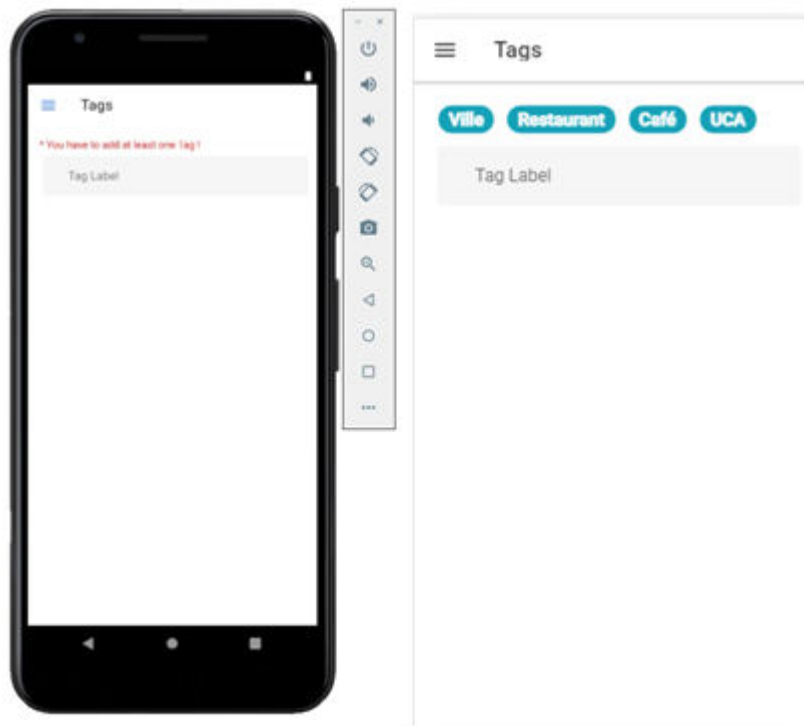 Tags
* You have to add at least one Tag !
Tag Label
Tags
Ville Restaurant Café UCA
Tag Label